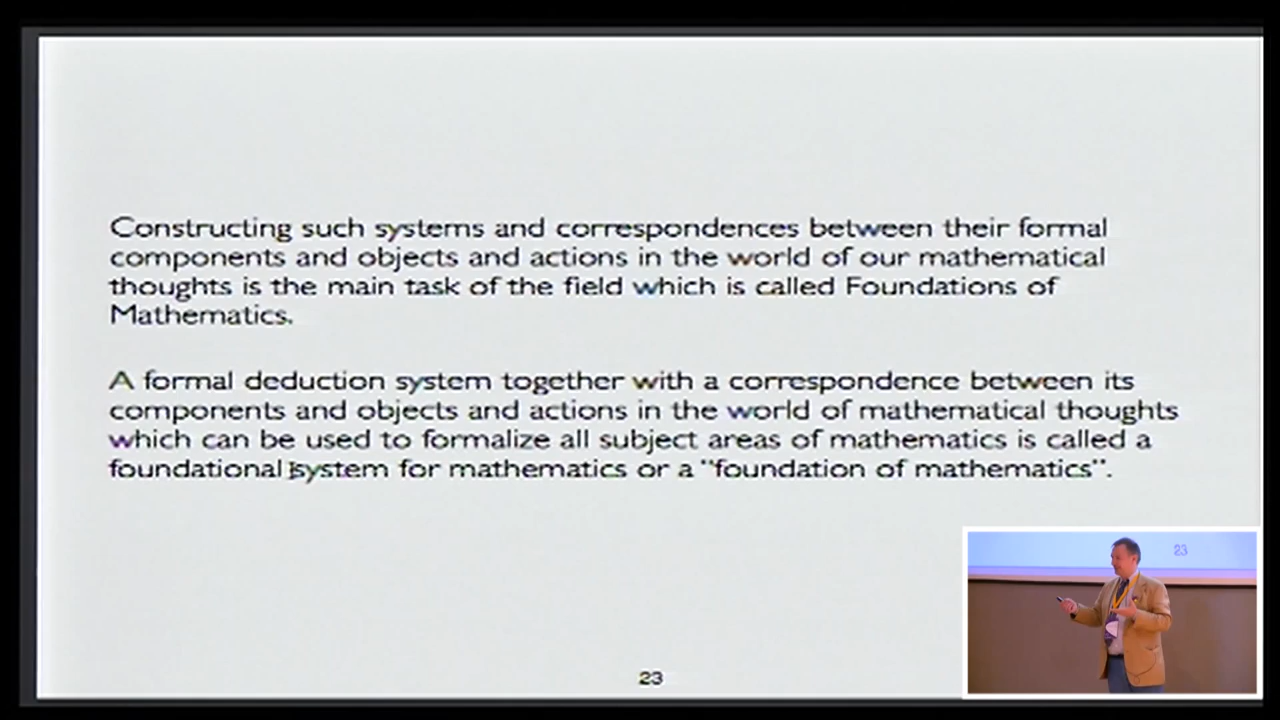 Constructing such systems and correspondences between their formal
components and objects and actions in the world of our mathematical
thoughts is the main task of the field which is called Foundations of
Mathematics.
A formal deduction system together with a correspondence between its
components and objects and actions in the world of mathematical thoughts
which can be used to formalize all subject areas of mathematics is called a
foundational system for mathematics or a “foundation of mathematics”.
23
23